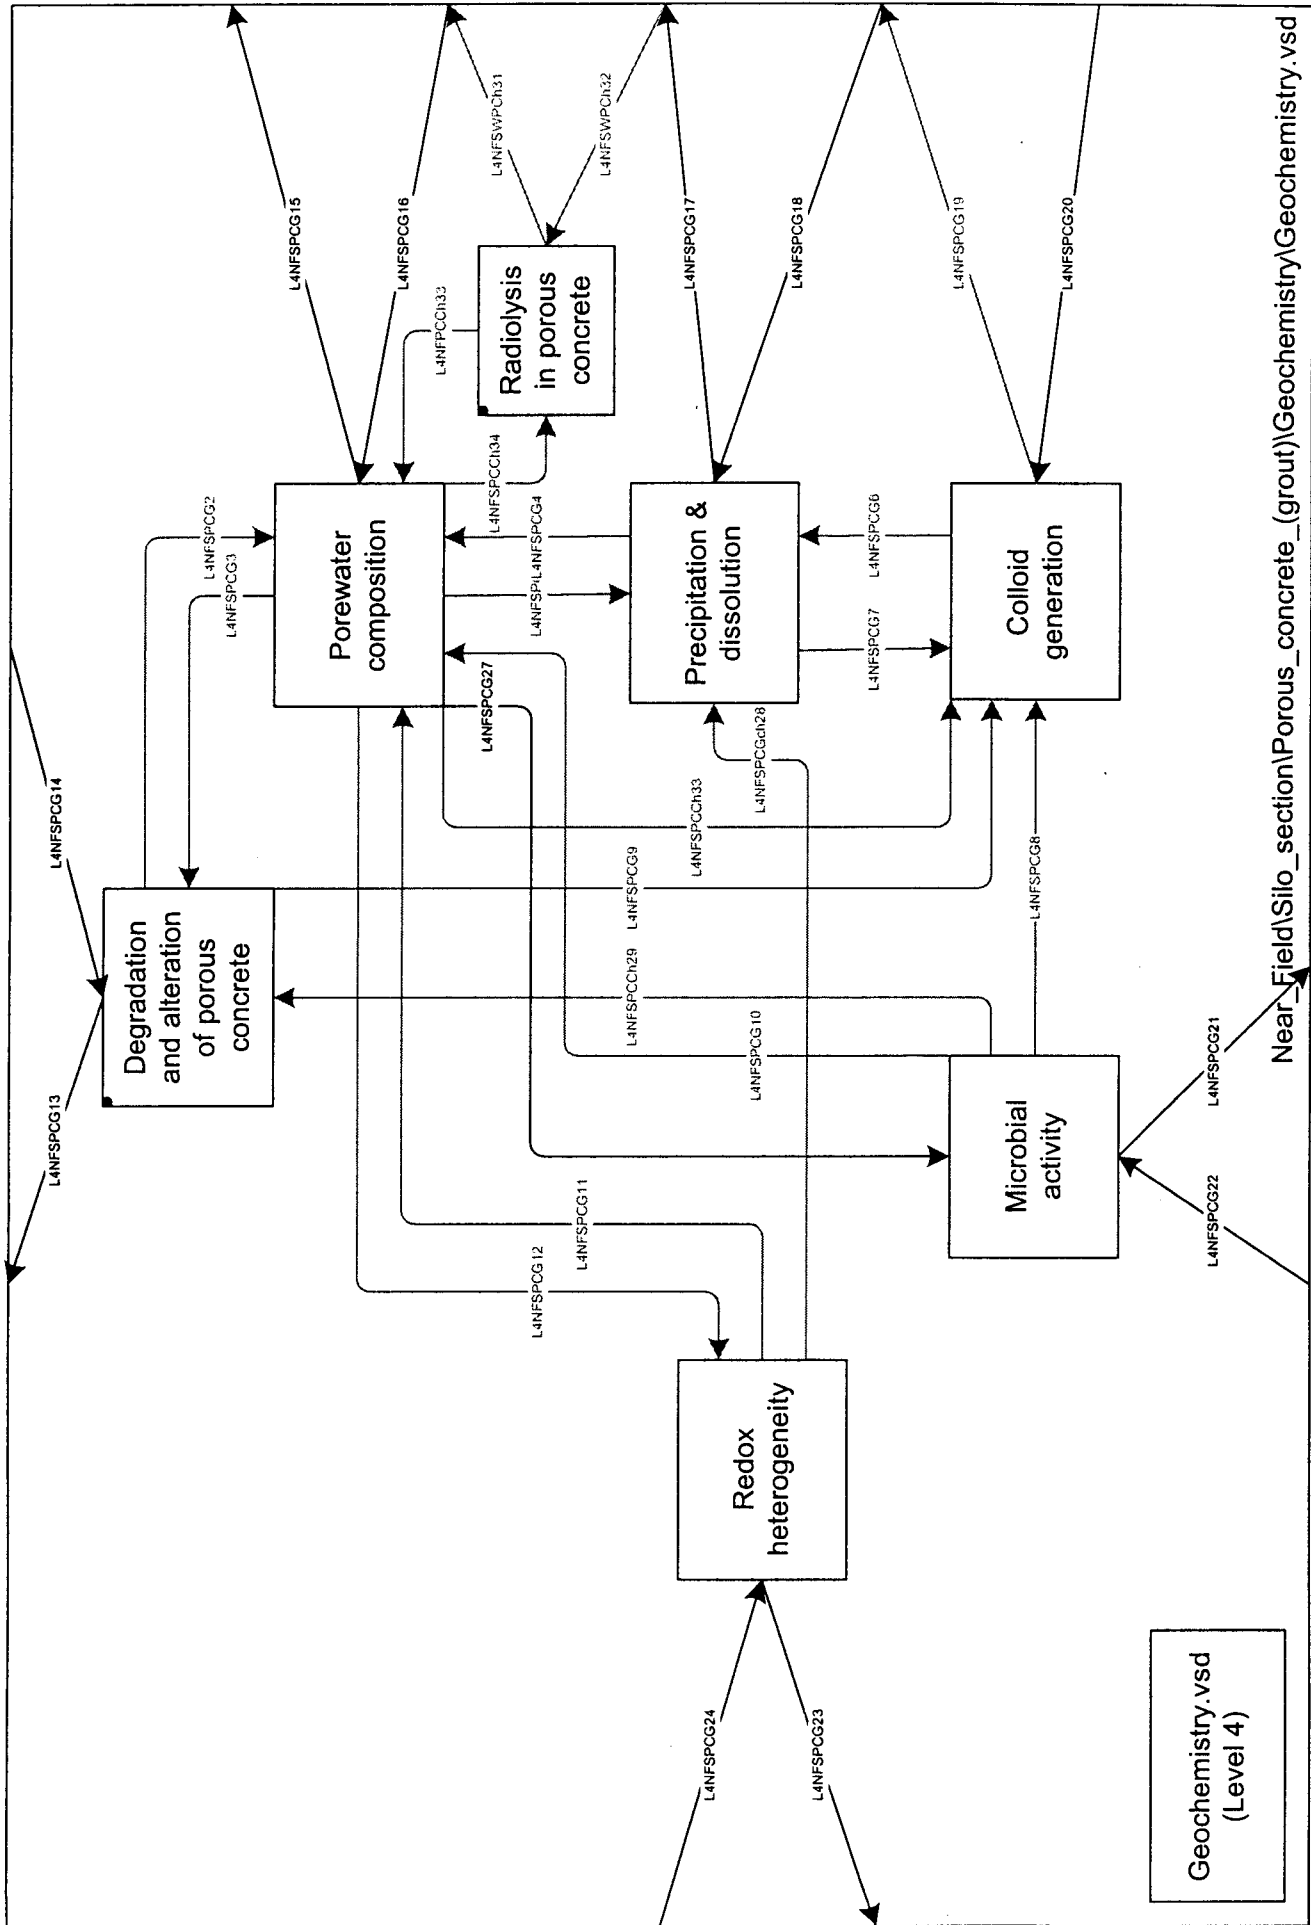 L4NFSPCG13
L4NFSPCG14
Degradation
and alteration
of porous
concrete
L4NFSPCG2
L4NFSPCG3
L4NFSPCG15
L4NFSPCG16
Porewater
composition
L4NFPCCh33
L4NFSPCCh34
Radiolysis
in porous
concrete
L4NFSWPCh31
L4NFSWPCh32
L4NFSPCG12
L4NFSPCG11
L4NFSPCG27
L4NFSPCG4
L4NFSPCG10
L4NFSPCCh29
L4NFSPCG9
L4NFSPCCh33
L4NFSPCGch28
Redox
heterogeneity
Precipitation &
dissolution
L4NFSPCG17
L4NFSPCG18
L4NFSPCG24
L4NFSPCG23
L4NFSPCG7
L4NFSPCG6
L4NFSPCG19
L4NFSPCG20
Microbial
activity
L4NFSPCG8
Colloid
generation
L4NFSPCG22
L4NFSPCG21
Geochemistry.vsd
(Level 4)
Near_Field\Silo_section\Porous_concrete_(grout)\Geochemistry\Geochemistry.vsd